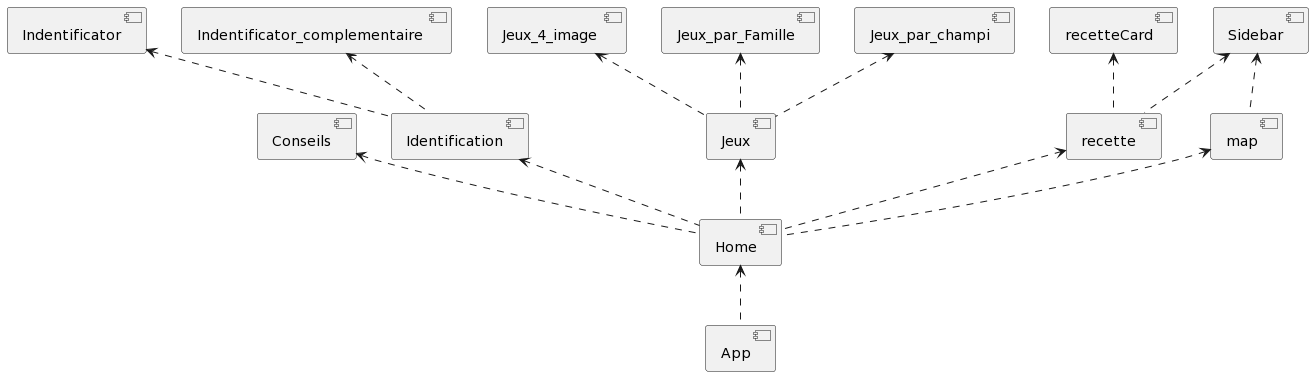 Indentificator
Indentificator_complementaire
Jeux_4_image
Jeux_par_Famille
Jeux_par_champi
recetteCard
Sidebar
Conseils
Identification
Jeux
recette
map
Home
App